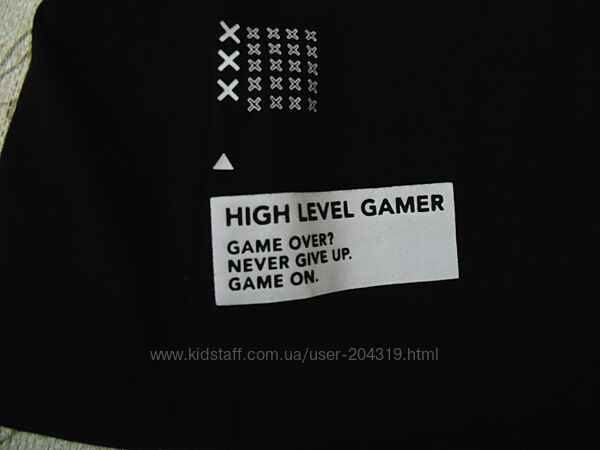 HIGH LEVEL GAMER
GAME OVER?
NEVER GIVE UP.
GAME ON.
www.kidstaff.com.ua/user-204319.html